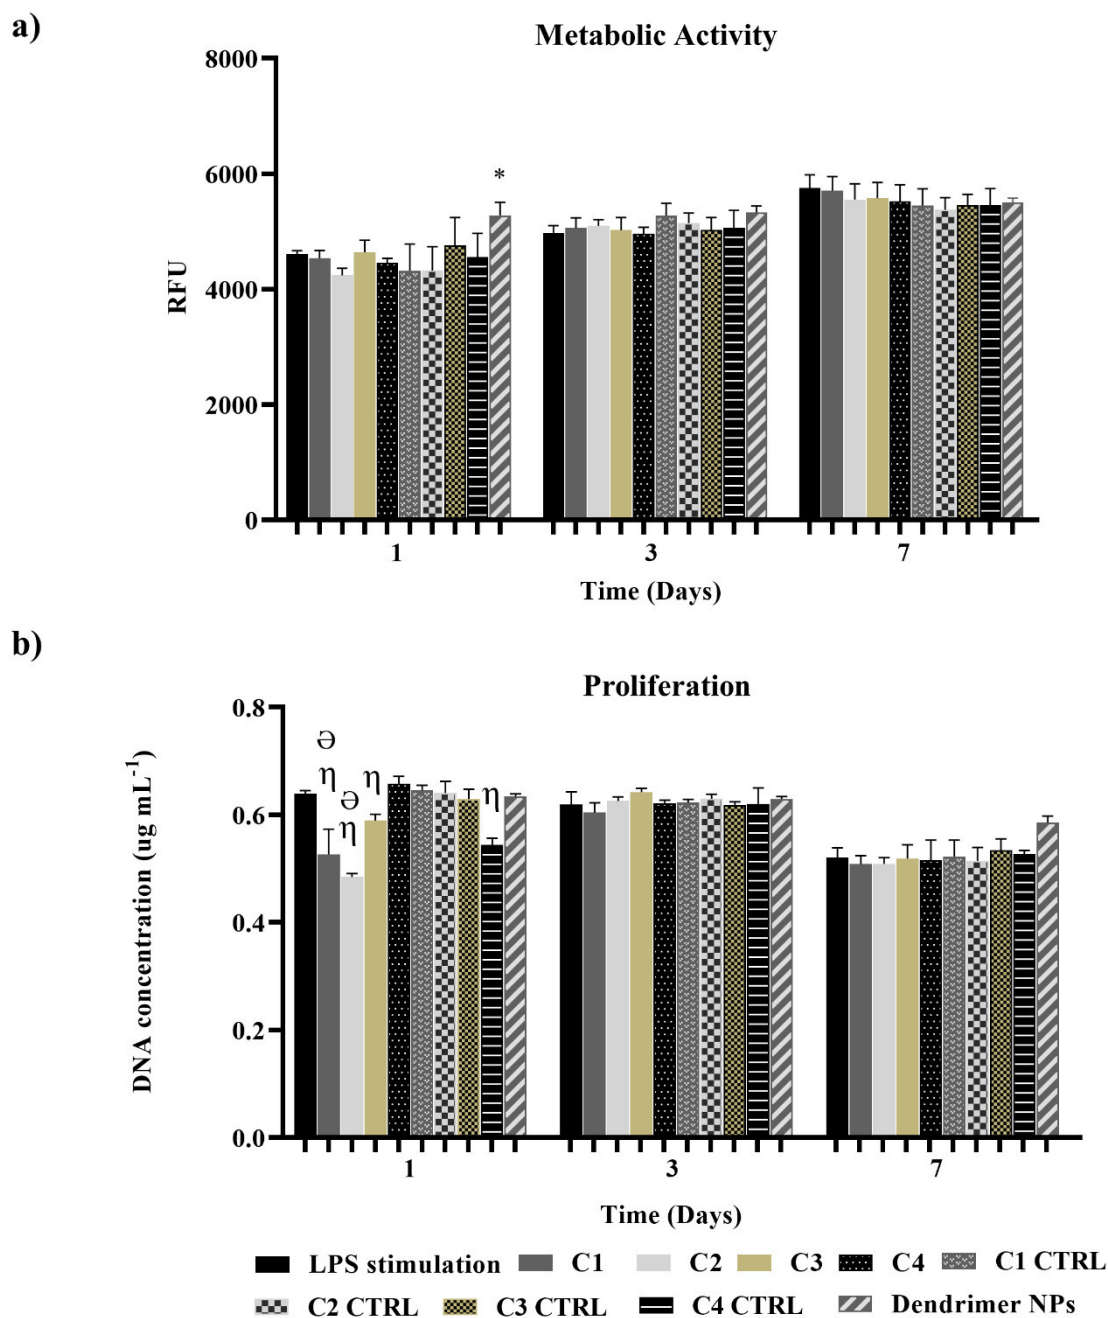 a)
Metabolic Activity
8000
6000
4000
2000
0
RFU
*
1 3 7
Time (Days)
b)
Proliferation
0.8
0.6
0.4
0.2
0.0
DNA concentration (ug mL⁻¹)
ə
η
ə
η
η
η
1 3 7
Time (Days)
LPS stimulation C1 C2 C3 C4 C1 CTRL
C2 CTRL C3 CTRL C4 CTRL Dendrimer NPs